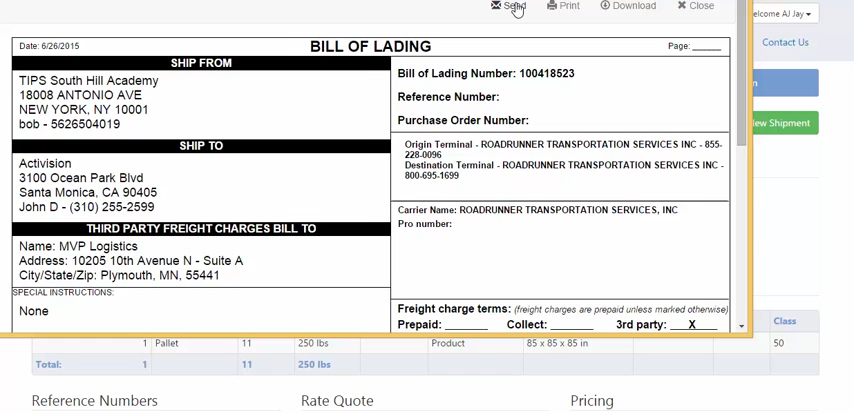 Send Print Download Close
elcome AJ Jay
Contact Us
ew Shipment
Date: 6/26/2015 BILL OF LADING Page: ______
SHIP FROM
TIPS South Hill Academy
18008 ANTONIO AVE
NEW YORK, NY 10001
bob - 5626504019
SHIP TO
Activision
3100 Ocean Park Blvd
Santa Monica, CA 90405
John D - (310) 255-2599
THIRD PARTY FREIGHT CHARGES BILL TO
Name: MVP Logistics
Address: 10205 10th Avenue N - Suite A
City/State/Zip: Plymouth, MN, 55441
SPECIAL INSTRUCTIONS:
None
Bill of Lading Number: 100418523
Reference Number:
Purchase Order Number:
Origin Terminal - ROADRUNNER TRANSPORTATION SERVICES INC - 855-
228-0096
Destination Terminal - ROADRUNNER TRANSPORTATION SERVICES INC -
800-695-1699
Carrier Name: ROADRUNNER TRANSPORTATION SERVICES, INC
Pro number:
Freight charge terms: (freight charges are prepaid unless marked otherwise)
Prepaid: _______ Collect: _______ 3rd party: ___X___
Class
1 Pallet 11 250 lbs Product 85 x 85 x 85 in 50
Total: 1 11 250 lbs
Reference Numbers Rate Quote Pricing